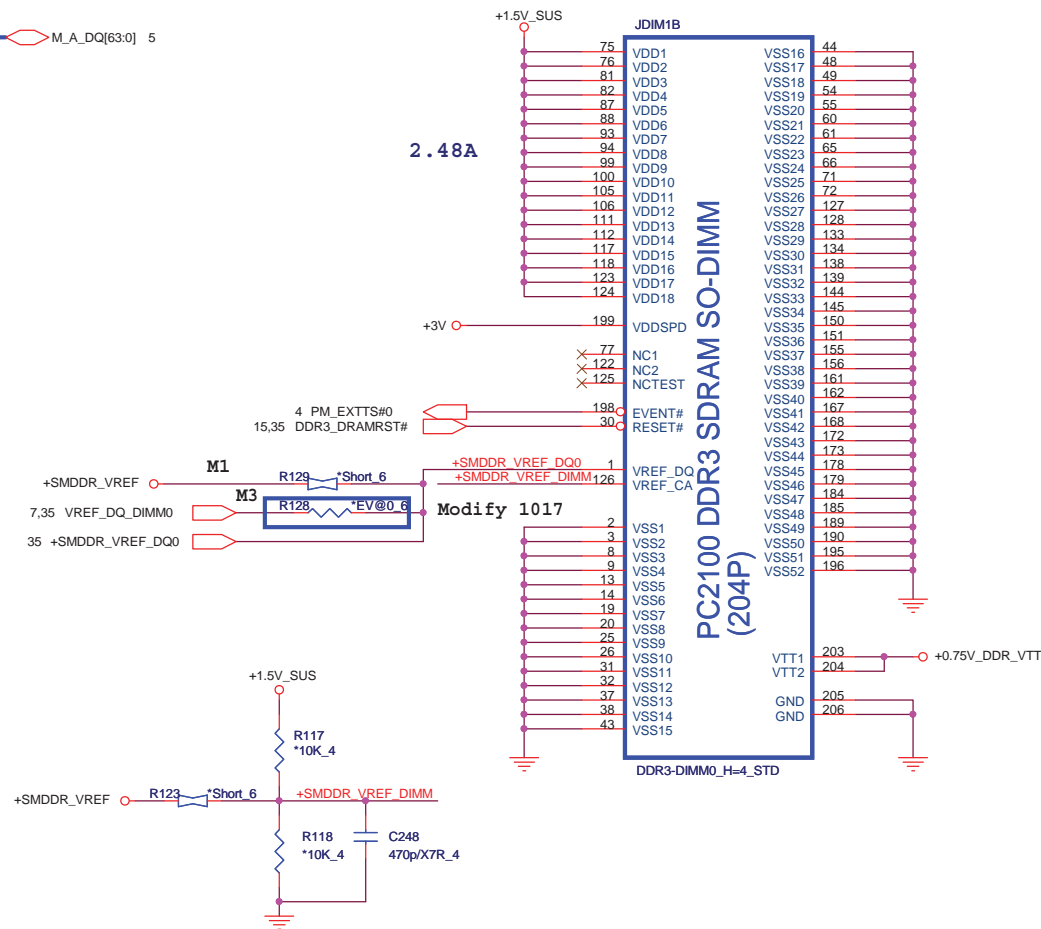 +1.5V_SUS
JDIM1B
M_A_DQ[63:0] 5
75 VDD1 VSS16 44
76 VDD2 VSS17 48
81 VDD3 VSS18 49
82 VDD4 VSS19 54
87 VDD5 VSS20 55
88 VDD6 VSS21 60
93 VDD7 VSS22 61
2.48A
94 VDD8 VSS23 65
99 VDD9 VSS24 66
100 VDD10 VSS25 71
105 VDD11 VSS26 72
106 VDD12 VSS27 127
111 VDD13 VSS28 128
112 VDD14 VSS29 133
117 VDD15 VSS30 134
118 VDD16 VSS31 138
123 VDD17 VSS32 139
124 VDD18 VSS33 144
VSS34 145
+3V 199 VDDSPD VSS35 150
VSS36 151
77 NC1 VSS37 155
122 NC2 VSS38 156
125 NCTEST VSS39 161
VSS40 162
4 PM_EXTTS#0 198 EVENT# VSS41 167
15,35 DDR3_DRAMRST# 30 RESET# VSS42 168
VSS43 172
VSS44 173
+SMDDR_VREF_DQ0 1 VREF_DQ VSS45 178
+SMDDR_VREF_DIMM 126 VREF_CA VSS46 179
M1
+SMDDR_VREF R129 *Short_6
VSS47 184
M3
7,35 VREF_DQ_DIMM0 R128 *EV@0_6 Modify 1017
VSS48 185
35 +SMDDR_VREF_DQ0
2 VSS1 VSS49 189
3 VSS2 VSS50 190
8 VSS3 VSS51 195
9 VSS4 VSS52 196
13 VSS5
14 VSS6
19 VSS7
20 VSS8
25 VSS9
26 VSS10 VTT1 203 +0.75V_DDR_VTT
31 VSS11 VTT2 204
32 VSS12
37 VSS13 GND 205
38 VSS14 GND 206
43 VSS15
PC2100 DDR3 SDRAM SO-DIMM
(204P)
DDR3-DIMM0_H=4_STD
+1.5V_SUS
R117
*10K_4
+SMDDR_VREF R123 *Short_6 +SMDDR_VREF_DIMM
R118 C248
*10K_4 470p/X7R_4